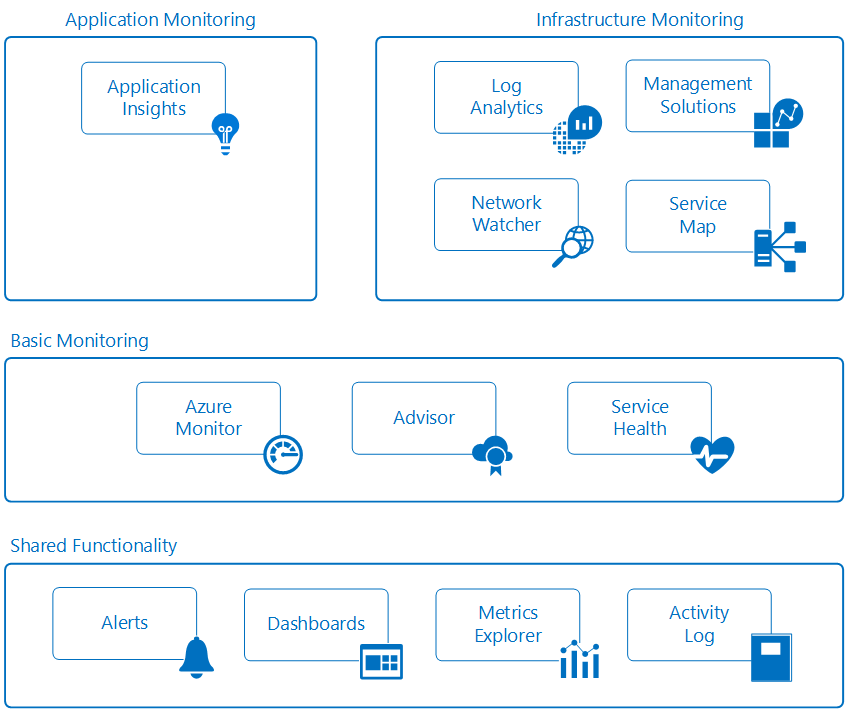 Application Monitoring
Infrastructure Monitoring
Application
Insights
Log
Analytics
Management
Solutions
Network
Watcher
Service
Map
Basic Monitoring
Azure
Monitor
Advisor
Service
Health
Shared Functionality
Alerts
Dashboards
Metrics
Explorer
Activity
Log